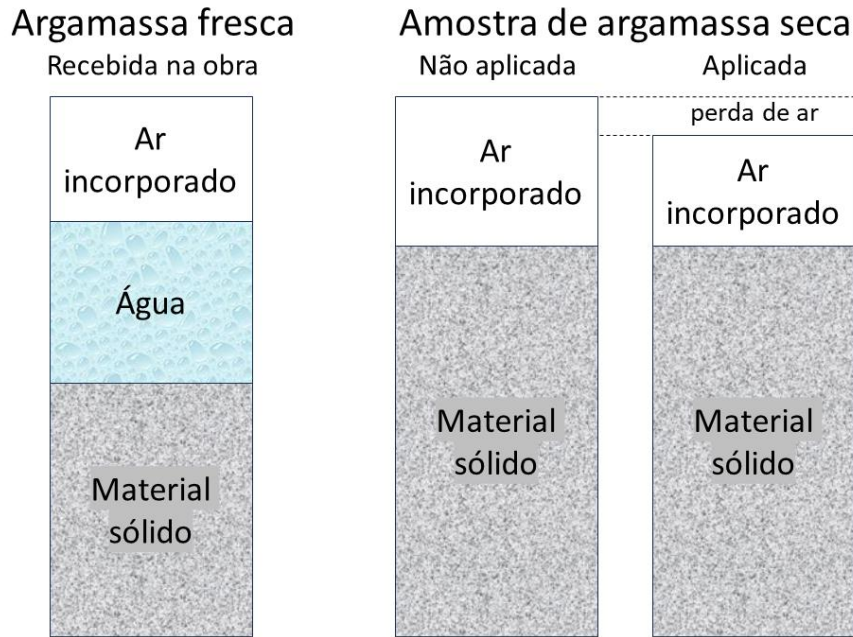 Argamassa fresca
Recebida na obra
Ar
incorporado
Água
Material
sólido
Amostra de argamassa seca
Não aplicada
Aplicada
perda de ar
Ar
incorporado
Ar
incorporado
Material
sólido
Material
sólido